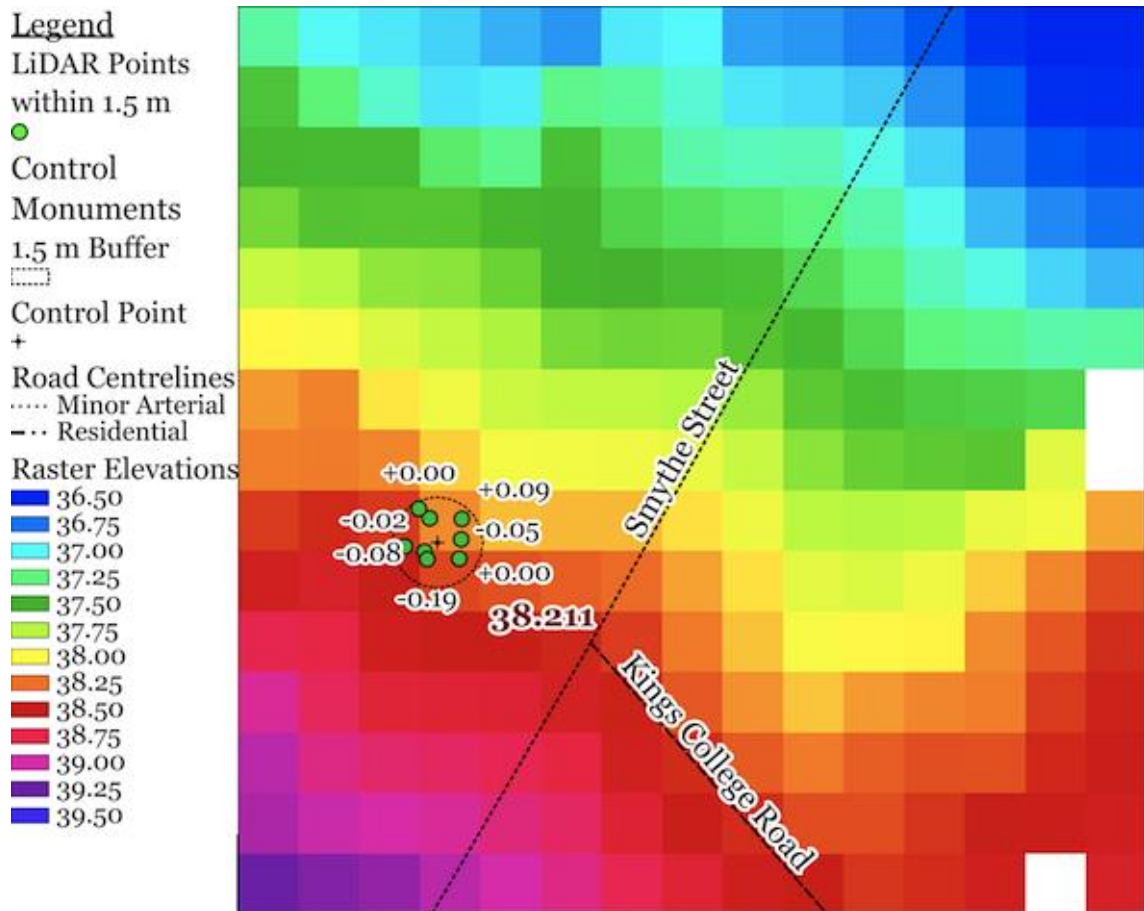 Legend
LiDAR Points
within 1.5 m
Control
Monuments
1.5 m Buffer
Control Point
Road Centrelines
Minor Arterial
Residential
Raster Elevations
36.50
36.75
37.00
37.25
37.50
37.75
38.00
38.25
38.50
38.75
39.00
39.25
39.50
Smythe Street
+0.00
+0.09
-0.02
-0.05
-0.08
+0.00
-0.19
38.211
Kings College Road